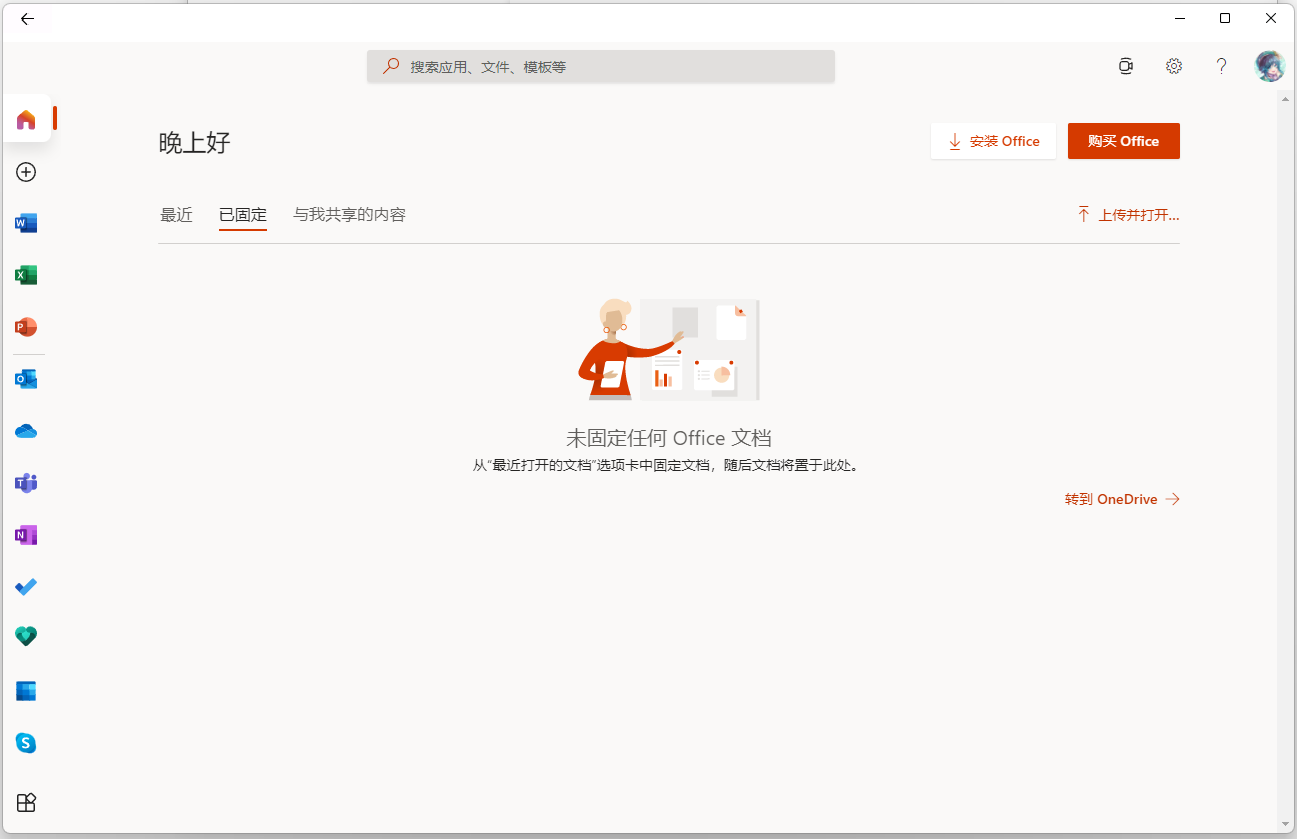 搜索应用、文件、模板等
晚上好
安装 Office
购买 Office
最近
已固定
与我共享的内容
上传并打开...
W
X
P
O
T
N
S
未固定任何 Office 文档
从"最近打开的文档"选项卡中固定文档，随后文档将置于此处。
转到 OneDrive